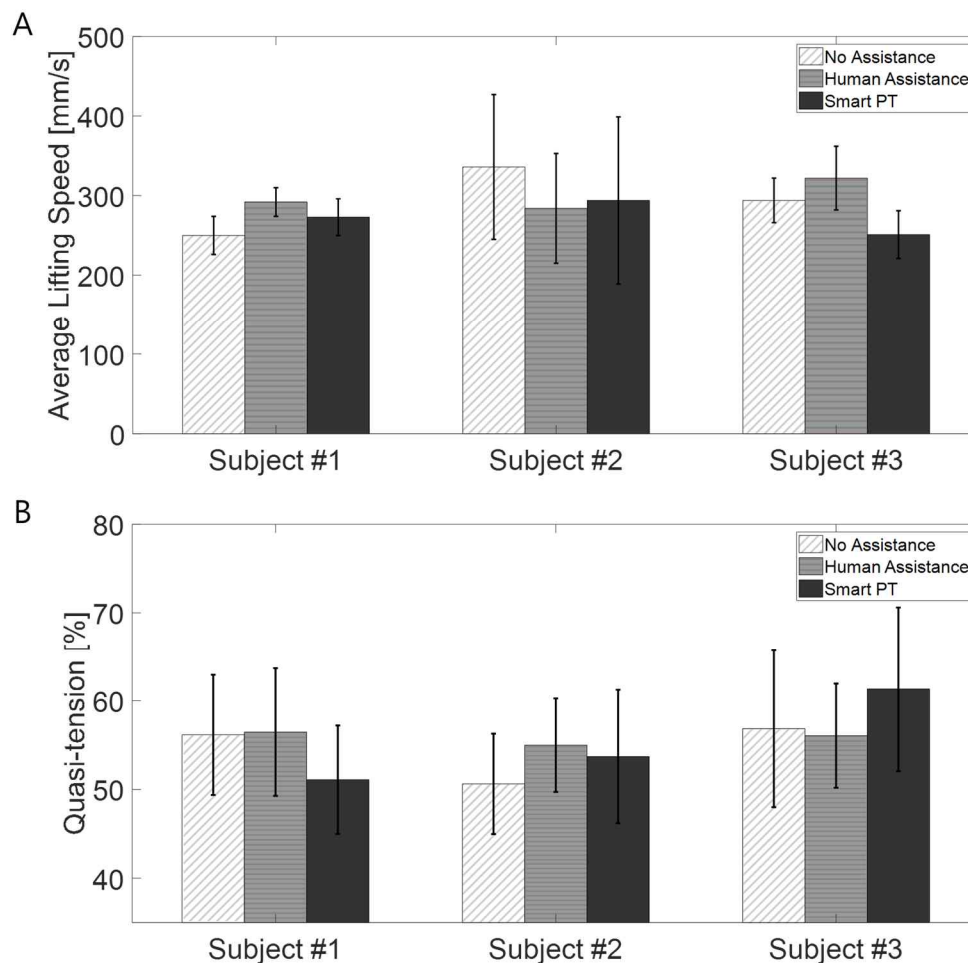 A
Average Lifting Speed [mm/s]
500
400
300
200
100
0
No Assistance
Human Assistance
Smart PT
Subject #1 Subject #2 Subject #3
B
Quasi-tension [%]
80
70
60
50
40
No Assistance
Human Assistance
Smart PT
Subject #1 Subject #2 Subject #3